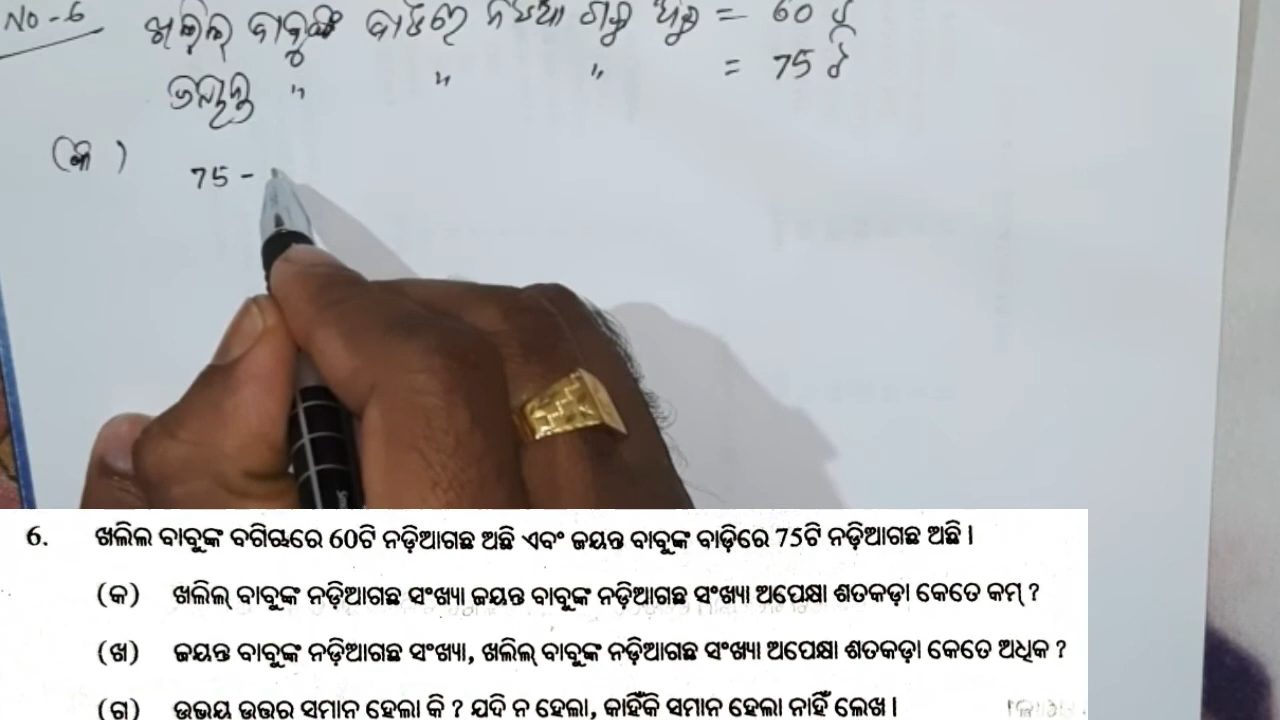 NO - 6 ଖଲିଲ୍ ବାବୁଙ୍କ ବାଡିରେ ନଡିଆ ଗଛ ଅଛି = 60 ଟି
ଜୟନ୍ତ " " " = 75 ଟି
(କ) 75 -
6. ଖଲିଲ ବାବୁଙ୍କ ବଗିଚ୍ଚାରେ 60ଟି ନଡ଼ିଆଗଛ ଅଛି ଏବଂ ଜୟନ୍ତ ବାବୁଙ୍କ ବାଡ଼ିରେ 75ଟି ନଡ଼ିଆଗଛ ଅଛି ।
(କ) ଖଲିଲ୍ ବାବୁଙ୍କ ନଡ଼ିଆଗଛ ସଂଖ୍ୟା ଜୟନ୍ତ ବାବୁଙ୍କ ନଡ଼ିଆଗଛ ସଂଖ୍ୟା ଅପେକ୍ଷା ଶତକଡ଼ା କେତେ କମ୍ ?
(ଖ) ଜୟନ୍ତ ବାବୁଙ୍କ ନଡ଼ିଆଗଛ ସଂଖ୍ୟା, ଖଲିଲ୍ ବାବୁଙ୍କ ନଡ଼ିଆଗଛ ସଂଖ୍ୟା ଅପେକ୍ଷା ଶତକଡ଼ା କେତେ ଅଧିକ ?
(ଗ) ଉଭୟ ଉତ୍ତର ସମାନ ହେଲା କି ? ଯଦି ନ ହେଲା, କାହିଁକି ସମାନ ହେଲା ନାହିଁ ଲେଖ ।